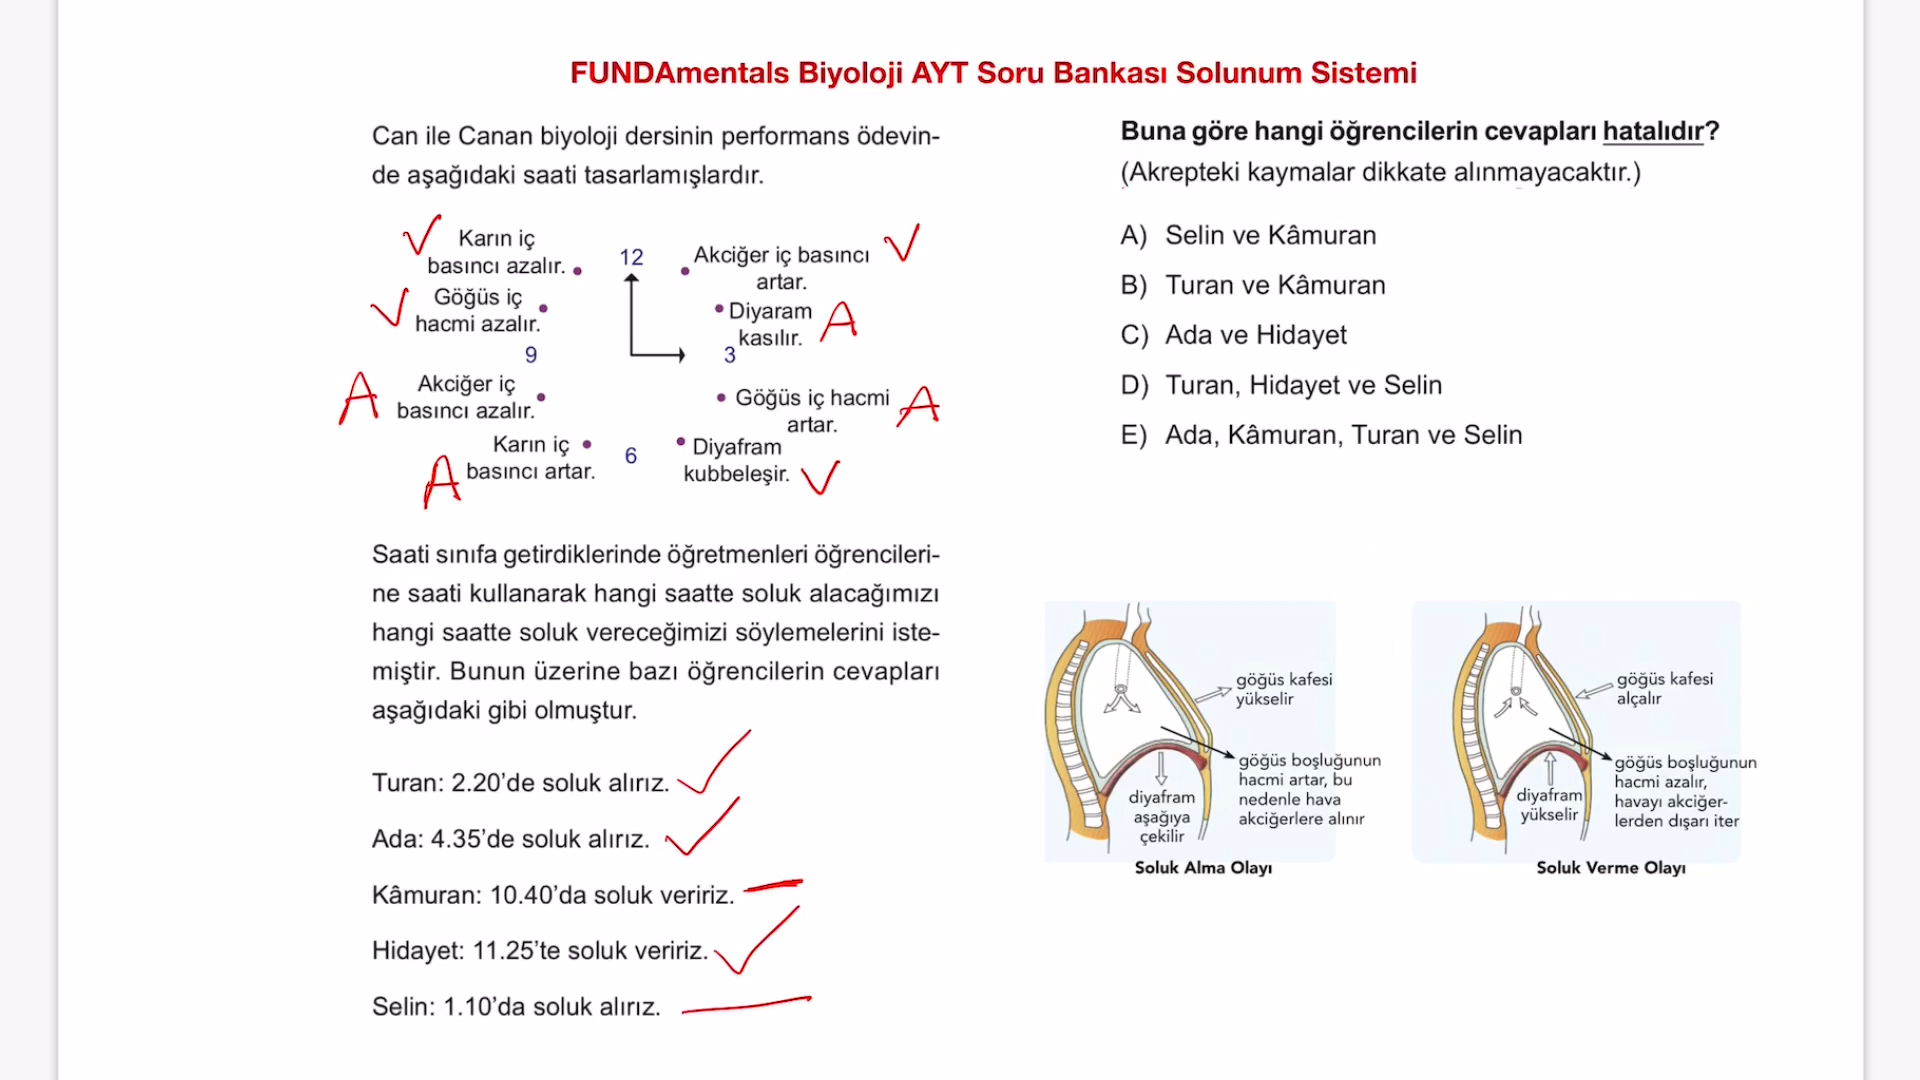 FUNDAmentals Biyoloji AYT Soru Bankası Solunum Sistemi
Can ile Canan biyoloji dersinin performans ödevin-
de aşağıdaki saati tasarlamışlardır.
V
Karın iç
basıncı azalır.
12
Akciğer iç basıncı
artar.
V
V
Göğüs iç
hacmi azalır.
Diyaram
kasılır.
A
9
3
A
Akciğer iç
basıncı azalır.
Göğüs iç hacmi
artar.
A
Karın iç
basıncı artar.
A
6
Diyafram
kubbeleşir.
V
Saati sınıfa getirdiklerinde öğretmenleri öğrencileri-
ne saati kullanarak hangi saatte soluk alacağımızı
hangi saatte soluk vereceğimizi söylemelerini iste-
miştir. Bunun üzerine bazı öğrencilerin cevapları
aşağıdaki gibi olmuştur.
Turan: 2.20’de soluk alırız.
Ada: 4.35’de soluk alırız.
Kâmuran: 10.40’da soluk veririz.
Hidayet: 11.25’te soluk veririz.
Selin: 1.10’da soluk alırız.
Buna göre hangi öğrencilerin cevapları hatalıdır?
(Akrepteki kaymalar dikkate alınmayacaktır.)
A) Selin ve Kâmuran
B) Turan ve Kâmuran
C) Ada ve Hidayet
D) Turan, Hidayet ve Selin
E) Ada, Kâmuran, Turan ve Selin
göğüs kafesi
yükselir
göğüs boşluğunun
hacmi artar, bu
nedenle hava
akciğerlere alınır
diyafram
aşağıya
çekilir
Soluk Alma Olayı
göğüs kafesi
alçalır
göğüs boşluğunun
hacmi azalır,
havayı akciğer-
lerden dışarı iter
diyafram
yükselir
Soluk Verme Olayı